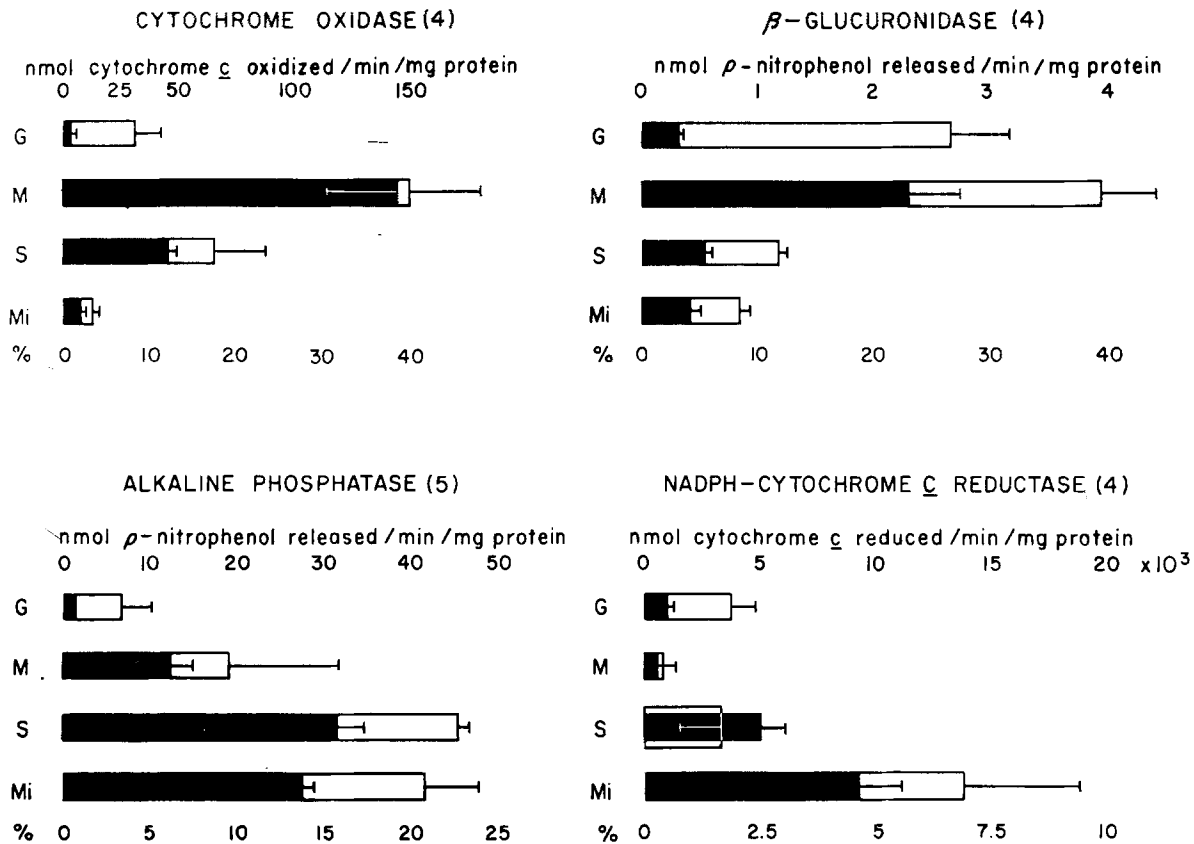 CYTOCHROME OXIDASE (4)
nmol cytochrome c oxidized /min /mg protein
0 31 50 100 150
G
M
S
Mi
% 0 10 20 30 40
β-GLUCURONIDASE (4)
nmol ρ-nitrophenol released /min /mg protein
0 1 2 3 4
G
M
S
Mi
% 0 10 20 30 40
ALKALINE PHOSPHATASE (5)
nmol ρ-nitrophenol released /min /mg protein
0 10 20 30 40 50
G
M
S
Mi
% 0 5 10 15 20 25
NADPH-CYTOCHROME C REDUCTASE (4)
nmol cytochrome c reduced /min /mg protein
0 5 10 15 20 x10³
G
M
S
Mi
% 0 2.5 5 7.5 10